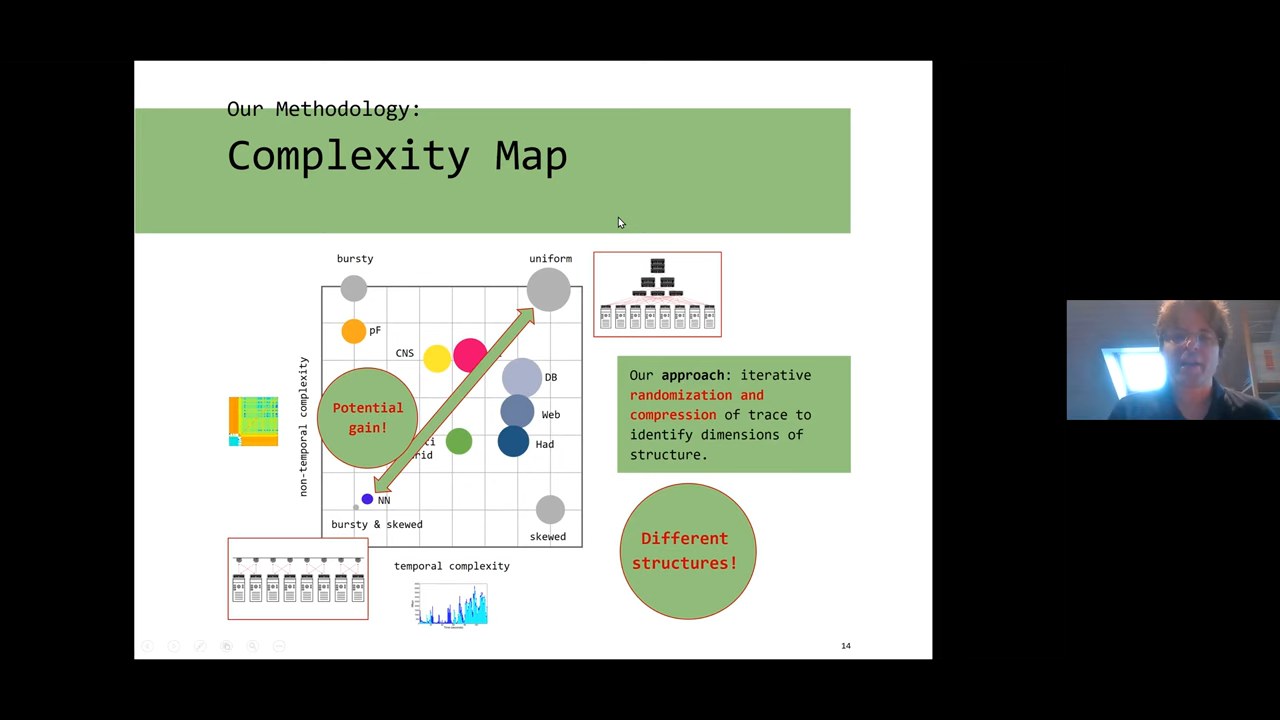 Our Methodology:
Complexity Map
bursty
uniform
pF
CNS
DB
Web
Had
NN
bursty & skewed
skewed
non-temporal complexity
temporal complexity
Potential
gain!
Our approach: iterative
randomization and
compression of trace to
identify dimensions of
structure.
Different
structures!
14